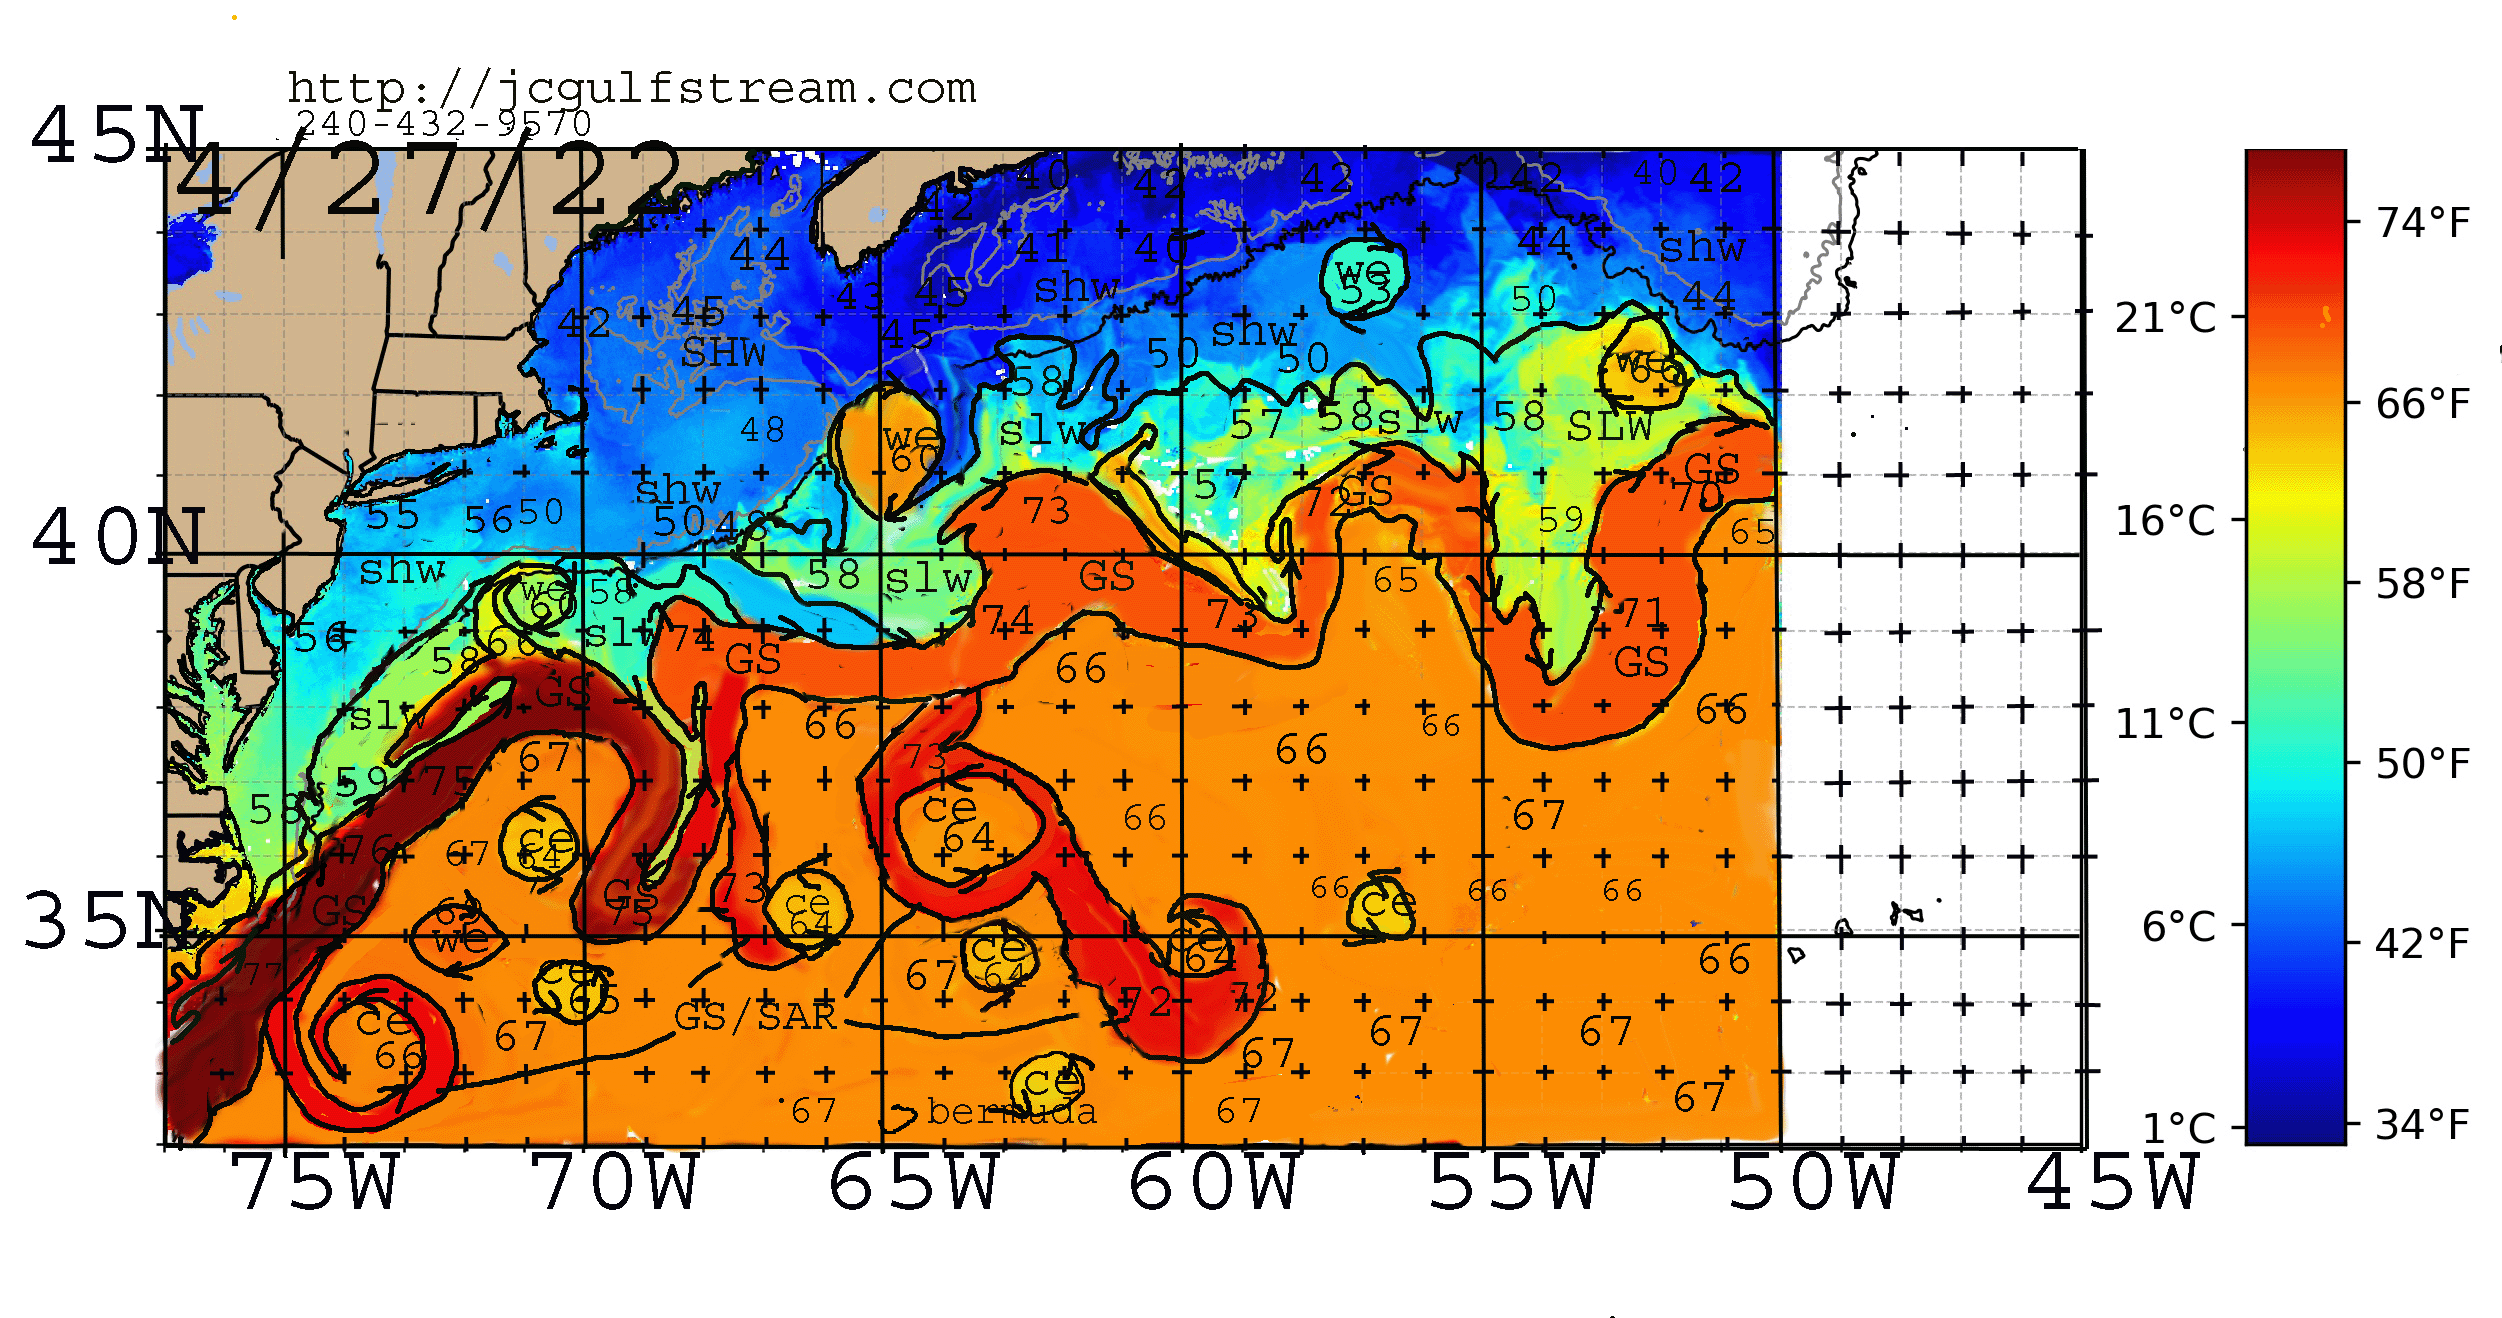 http://jcgulfstream.com
240-432-9570
45N
4/27/22
40 42 42 42 40 42
42
44 41 40 44 shw
74°F
we
53
43 45 shw 50 44
21°C
42 45 45 shw
SHW 50 50 we
58 66°F
48 we slw 57 58 slw 58 SLW
60
shw 57 72 GS GS
70
55 56 50 50 48 73 59 65
16°C
40N
shw we 58 58 slw GS 65
60 58°F
56 slw 74 74 73 71
58 66 GS 66 GS
slw GS 66 66 66 66
11°C
59 75 67 73 66
50°F
58 ce 66 67
76 67 ce 64 64
GS GS 75 73 ce 64 66 ce 66 66
35N
69 we ce 64 ce 64
6°C
42°F
77 ce 65 67 72 72 66
ce 66 67 GS/SAR 67 67 67
67 ce bermuda 67 67
1°C
34°F
75W 70W 65W 60W 55W 50W 45W